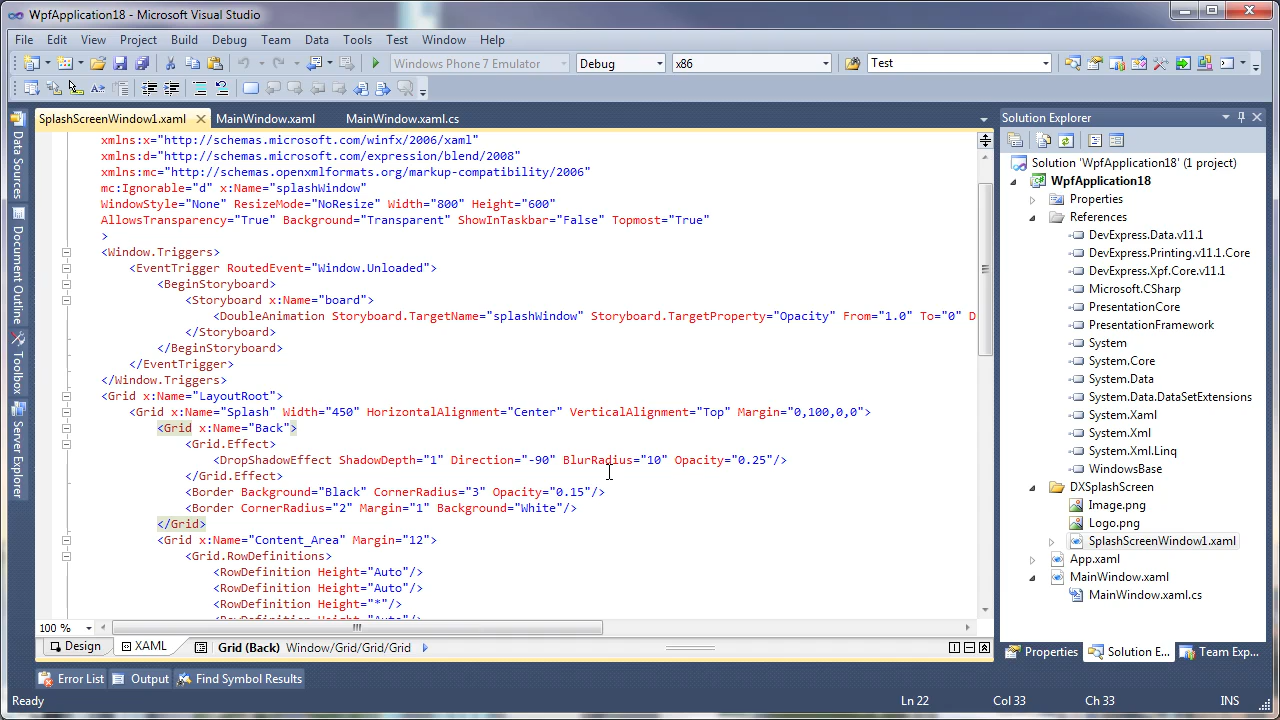 WpfApplication18 - Microsoft Visual Studio
File Edit View Project Build Debug Team Data Tools Test Window Help
Windows Phone 7 Emulator Debug x86 Test
SplashScreenWindow1.xaml MainWindow.xaml MainWindow.xaml.cs
xmlns:x="http://schemas.microsoft.com/winfx/2006/xaml"
xmlns:d="http://schemas.microsoft.com/expression/blend/2008"
xmlns:mc="http://schemas.openxmlformats.org/markup-compatibility/2006"
mc:Ignorable="d" x:Name="splashWindow"
WindowStyle="None" ResizeMode="NoResize" Width="800" Height="600"
AllowsTransparency="True" Background="Transparent" ShowInTaskbar="False" Topmost="True"
>
<Window.Triggers>
<EventTrigger RoutedEvent="Window.Unloaded">
<BeginStoryboard>
<Storyboard x:Name="board">
<DoubleAnimation Storyboard.TargetName="splashWindow" Storyboard.TargetProperty="Opacity" From="1.0" To="0" D
</Storyboard>
</BeginStoryboard>
</EventTrigger>
</Window.Triggers>
<Grid x:Name="LayoutRoot">
<Grid x:Name="Splash" Width="450" HorizontalAlignment="Center" VerticalAlignment="Top" Margin="0,100,0,0">
<Grid x:Name="Back">
<Grid.Effect>
<DropShadowEffect ShadowDepth="1" Direction="-90" BlurRadius="10" Opacity="0.25"/>
</Grid.Effect>
<Border Background="Black" CornerRadius="3" Opacity="0.15"/>
<Border CornerRadius="2" Margin="1" Background="White"/>
</Grid>
<Grid x:Name="Content_Area" Margin="12">
<Grid.RowDefinitions>
<RowDefinition Height="Auto"/>
<RowDefinition Height="Auto"/>
<RowDefinition Height="*"/>
<RowDefinition Height="Auto"/>
100 %
Design XAML Grid (Back) Window/Grid/Grid/Grid
Error List Output Find Symbol Results
Ready Ln 22 Col 33 Ch 33 INS
Data Sources
Document Outline
Toolbox
Server Explorer
Solution Explorer
Solution 'WpfApplication18' (1 project)
WpfApplication18
Properties
References
DevExpress.Data.v11.1
DevExpress.Printing.v11.1.Core
DevExpress.Xpf.Core.v11.1
Microsoft.CSharp
PresentationCore
PresentationFramework
System
System.Core
System.Data
System.Data.DataSetExtensions
System.Xaml
System.Xml
System.Xml.Linq
WindowsBase
DXSplashScreen
Image.png
Logo.png
SplashScreenWindow1.xaml
App.xaml
MainWindow.xaml
MainWindow.xaml.cs
Properties Solution E... Team Exp...